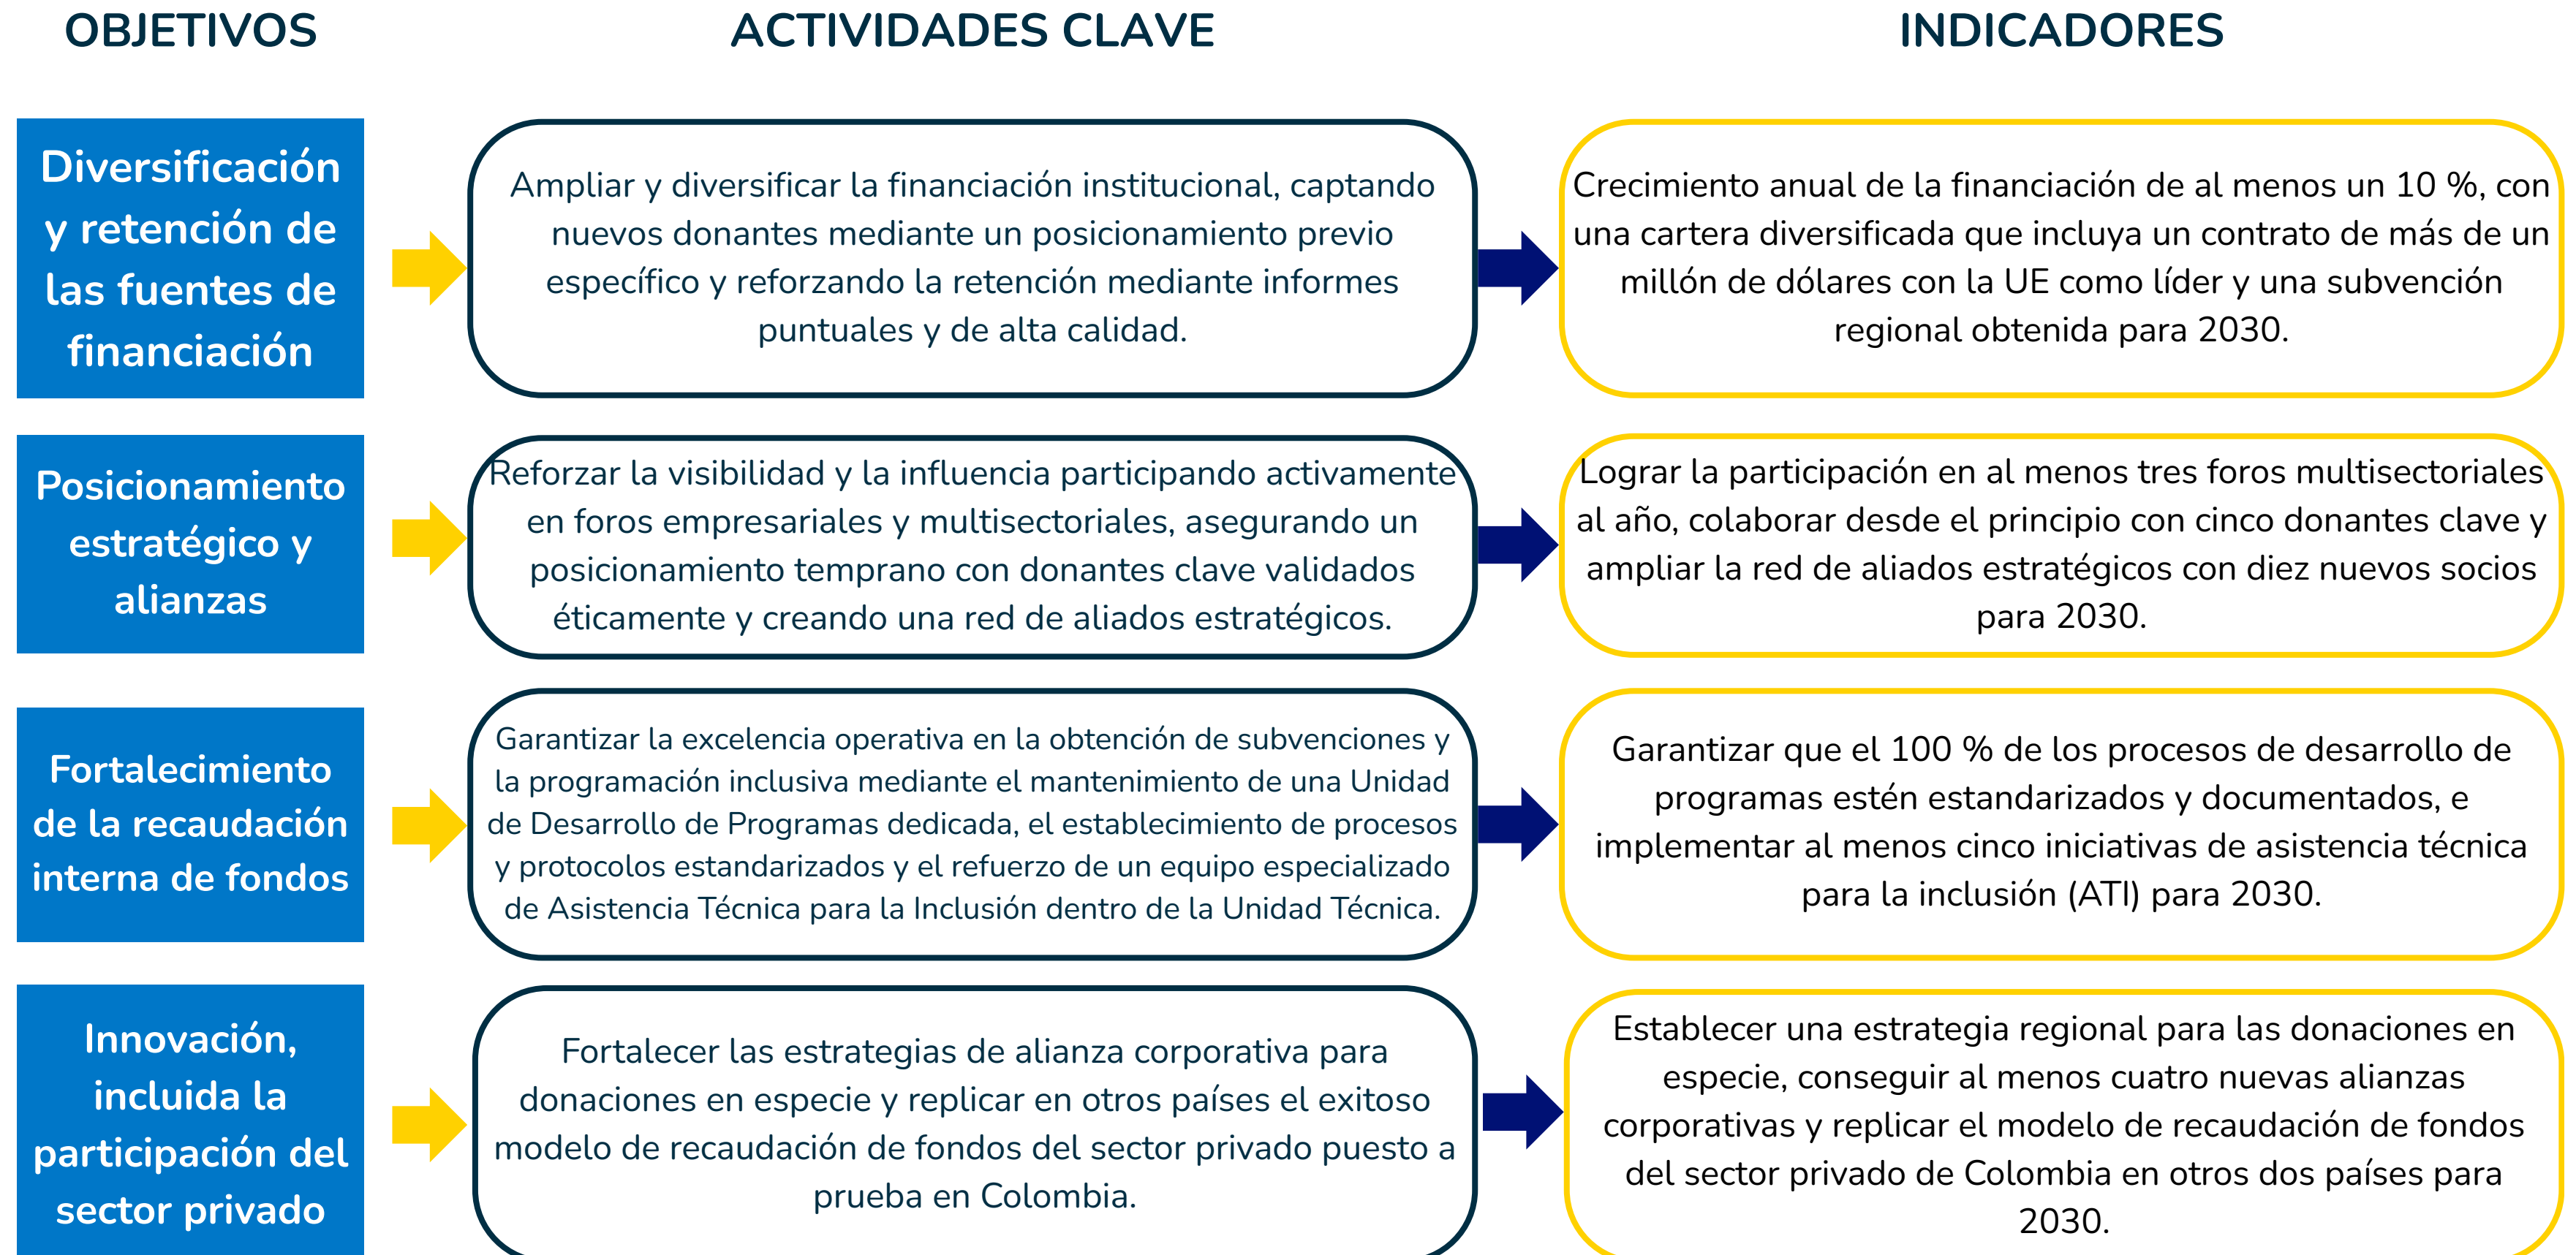 OBJETIVOS
ACTIVIDADES CLAVE
INDICADORES
Diversificación
y retención de
las fuentes de
financiación
Ampliar y diversificar la financiación institucional, captando
nuevos donantes mediante un posicionamiento previo
específico y reforzando la retención mediante informes
puntuales y de alta calidad.
Crecimiento anual de la financiación de al menos un 10 %, con
una cartera diversificada que incluya un contrato de más de un
millón de dólares con la UE como líder y una subvención
regional obtenida para 2030.
Posicionamiento
estratégico y
alianzas
Reforzar la visibilidad y la influencia participando activamente
en foros empresariales y multisectoriales, asegurando un
posicionamiento temprano con donantes clave validados
éticamente y creando una red de aliados estratégicos.
Lograr la participación en al menos tres foros multisectoriales
al año, colaborar desde el principio con cinco donantes clave y
ampliar la red de aliados estratégicos con diez nuevos socios
para 2030.
Fortalecimiento
de la recaudación
interna de fondos
Garantizar la excelencia operativa en la obtención de subvenciones y
la programación inclusiva mediante el mantenimiento de una Unidad
de Desarrollo de Programas dedicada, el establecimiento de procesos
y protocolos estandarizados y el refuerzo de un equipo especializado
de Asistencia Técnica para la Inclusión dentro de la Unidad Técnica.
Garantizar que el 100 % de los procesos de desarrollo de
programas estén estandarizados y documentados, e
implementar al menos cinco iniciativas de asistencia técnica
para la inclusión (ATI) para 2030.
Innovación,
incluida la
participación del
sector privado
Fortalecer las estrategias de alianza corporativa para
donaciones en especie y replicar en otros países el exitoso
modelo de recaudación de fondos del sector privado puesto a
prueba en Colombia.
Establecer una estrategia regional para las donaciones en
especie, conseguir al menos cuatro nuevas alianzas
corporativas y replicar el modelo de recaudación de fondos
del sector privado de Colombia en otros dos países para
2030.